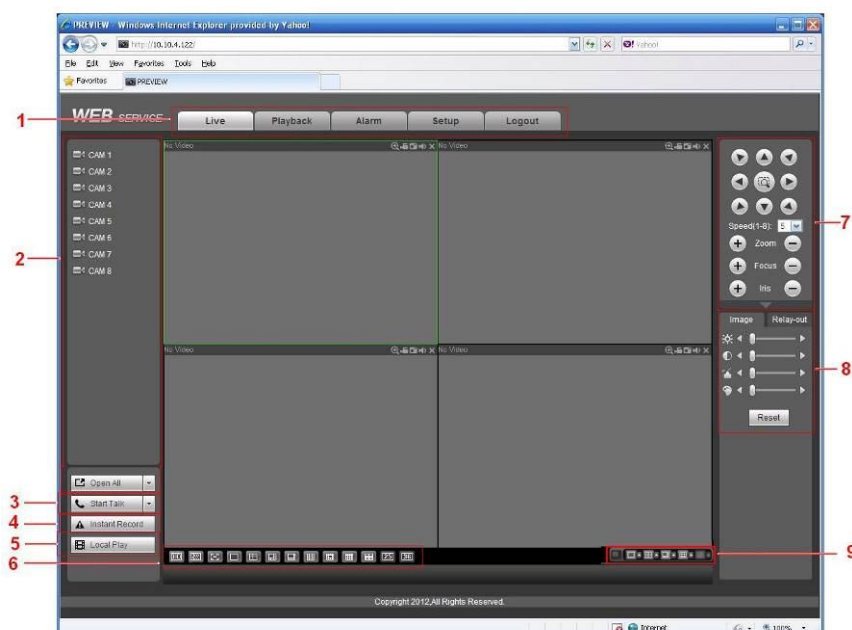 PREVIEW - Windows Internet Explorer provided by Yahoo!
http://10.10.4.122/
Yahoo!
File Edit View Favorites Tools Help
Favorites PREVIEW
WEB SERVICE
Live Playback Alarm Setup Logout
1
No Video
No Video
CAM 1
CAM 2
CAM 3
CAM 4
CAM 5
CAM 6
CAM 7
CAM 8
2
Speed(1-8): 5
7
Zoom
Focus
Iris
Image Relay-out
8
Reset
No Video
No Video
Open All
3
Start Talk
4
Instant Record
5
Local Play
6
9
Copyright 2012,All Rights Reserved.
Internet
100%